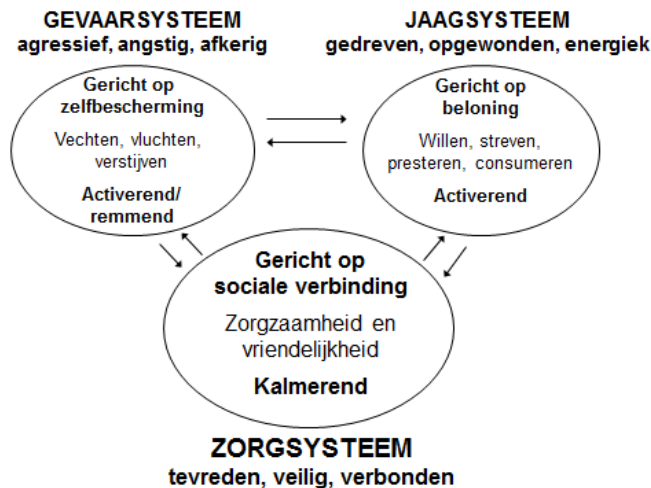 GEVAARSYSTEEM
agressief, angstig, afkerig
Gericht op
zelfbescherming
Vechten, vluchten,
verstijven
Activerend/
remmend
JAAGSYSTEEM
gedreven, opgewonden, energiek
Gericht op
beloning
Willen, streven,
presteren, consumeren
Activerend
Gericht op
sociale verbinding
Zorgzaamheid en
vriendelijkheid
Kalmerend
ZORGSYSTEEM
tevreden, veilig, verbonden